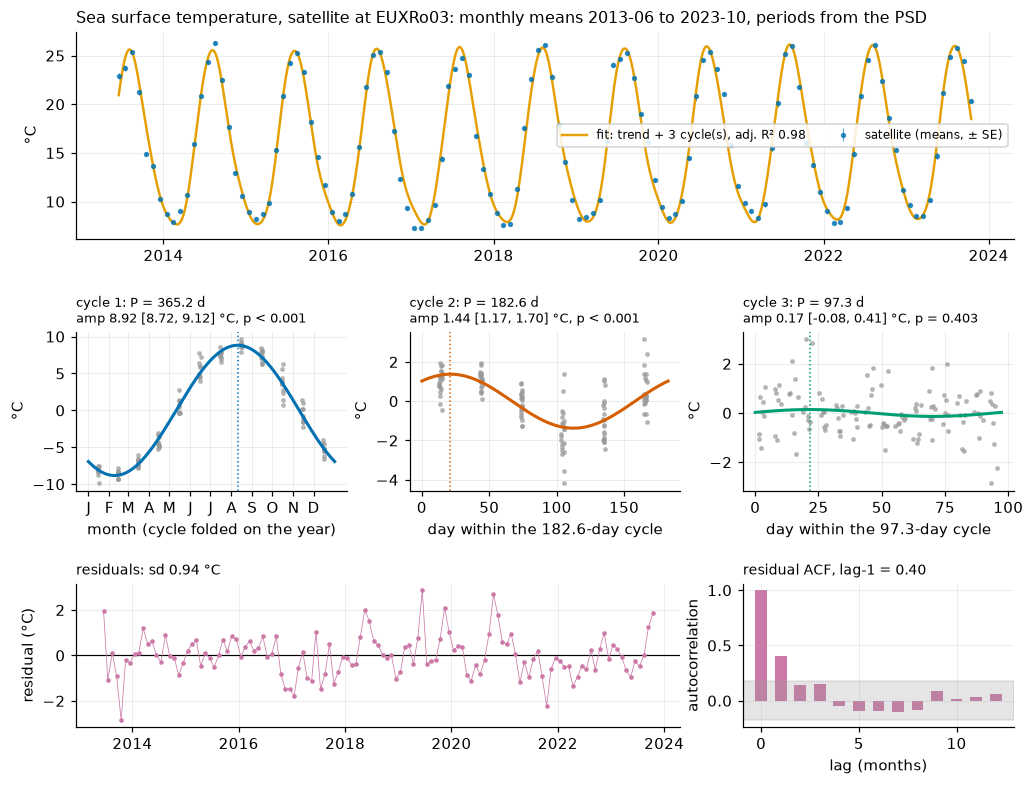 Sea surface temperature, satellite at EUXRo03: monthly means 2013-06 to 2023-10, periods from the PSD
°C
25
20
15
10
fit: trend + 3 cycle(s), adj. R² 0.98
satellite (means, ± SE)
2014 2016 2018 2020 2022 2024
cycle 1: P = 365.2 d
amp 8.92 [8.72, 9.12] °C, p < 0.001
°C
10
5
0
−5
−10
J F M A M J J A S O N D
month (cycle folded on the year)
cycle 2: P = 182.6 d
amp 1.44 [1.17, 1.70] °C, p < 0.001
°C
2
0
−2
−4
0 50 100 150
day within the 182.6-day cycle
cycle 3: P = 97.3 d
amp 0.17 [-0.08, 0.41] °C, p = 0.403
°C
2
0
−2
0 25 50 75 100
day within the 97.3-day cycle
residuals: sd 0.94 °C
residual (°C)
2
0
−2
2014 2016 2018 2020 2022 2024
residual ACF, lag-1 = 0.40
autocorrelation
1.0
0.5
0.0
0 5 10
lag (months)